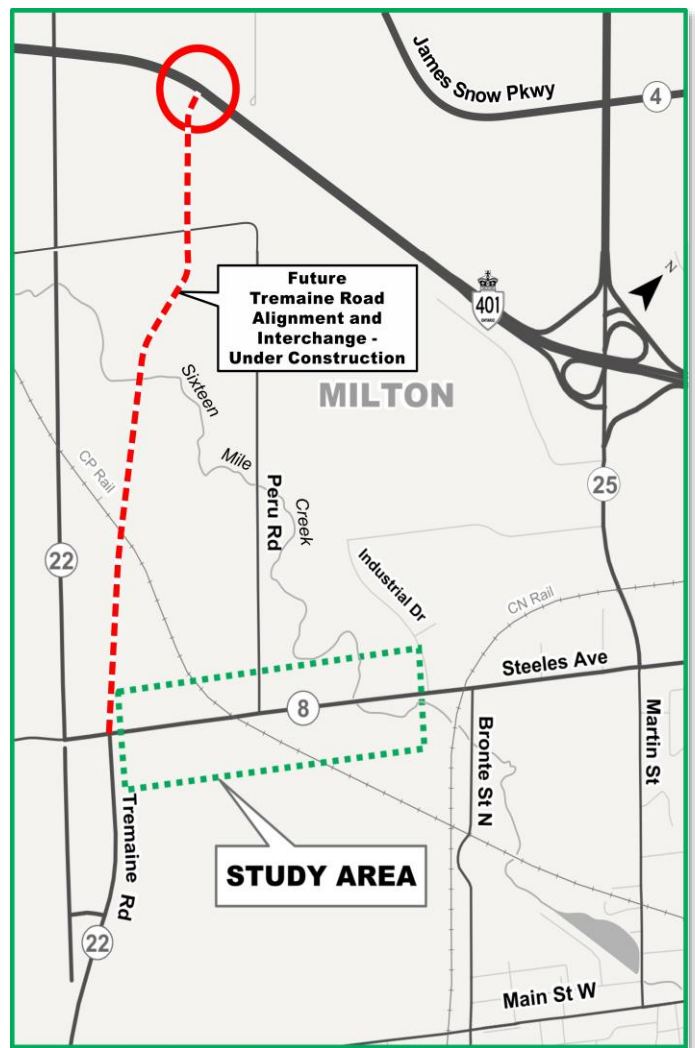 James Snow Pkwy
4
N
401
ONTARIO
Future
Tremaine Road
Alignment and
Interchange -
Under Construction
MILTON
Sixteen
Mile
Creek
CP Rail
Peru Rd
25
22
Industrial Dr
CN Rail
Steeles Ave
8
Bronte St N
Martin St
Tremaine Rd
STUDY AREA
22
Main St W